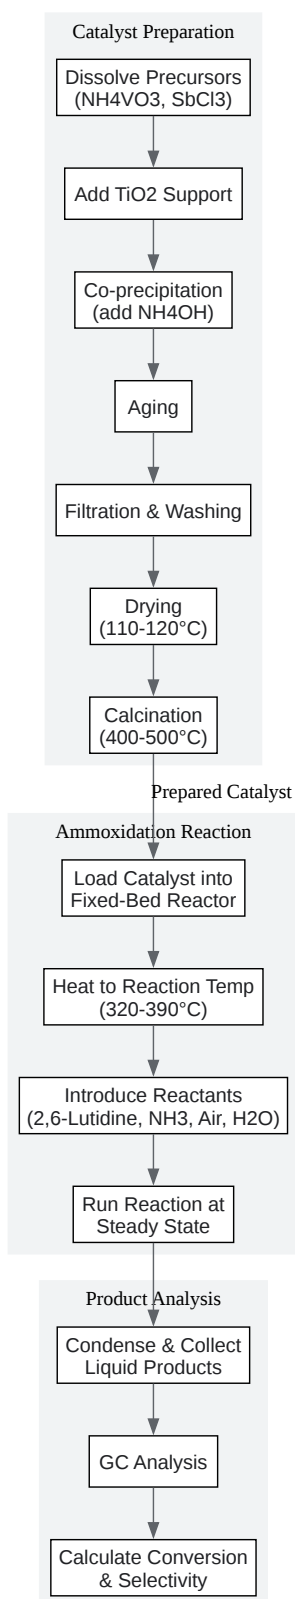 Catalyst Preparation
Dissolve Precursors
(NH4VO3, SbCl3)
Add TiO2 Support
Co-precipitation
(add NH4OH)
Aging
Filtration & Washing
Drying
(110-120°C)
Calcination
(400-500°C)
Prepared Catalyst
Ammoxidation Reaction
Load Catalyst into
Fixed-Bed Reactor
Heat to Reaction Temp
(320-390°C)
Introduce Reactants
(2,6-Lutidine, NH3, Air, H2O)
Run Reaction at
Steady State
Product Analysis
Condense & Collect
Liquid Products
GC Analysis
Calculate Conversion
& Selectivity